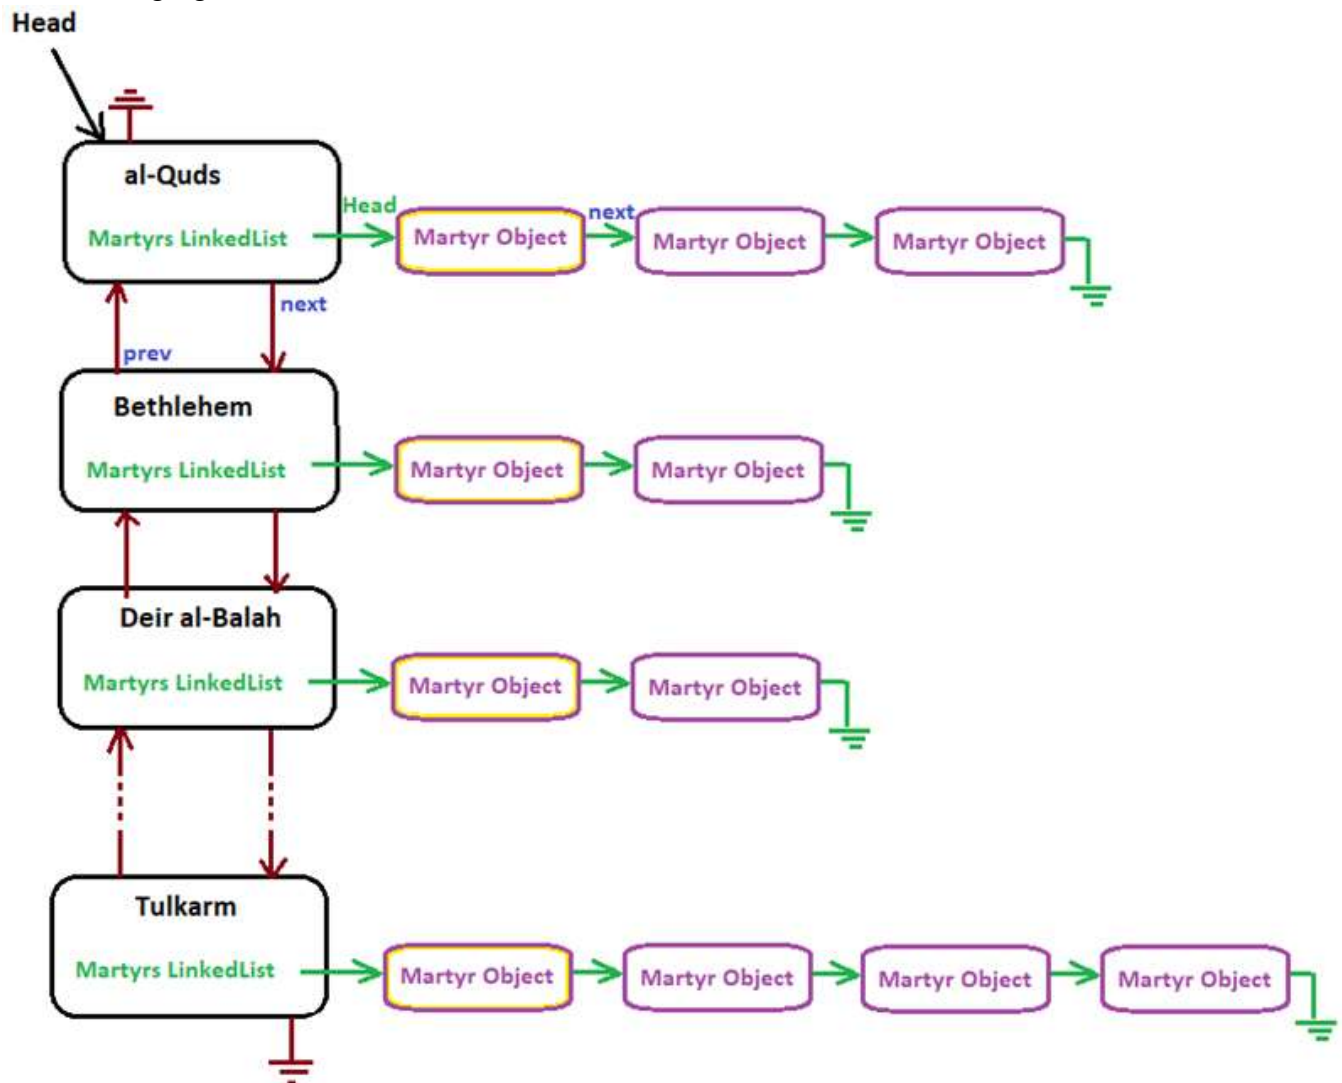 Head
al-Quds
Martyrs LinkedList
Head
Martyr Object
next
Martyr Object
Martyr Object
next
prev
Bethlehem
Martyrs LinkedList
Martyr Object
Martyr Object
Deir al-Balah
Martyrs LinkedList
Martyr Object
Martyr Object
Tulkarm
Martyrs LinkedList
Martyr Object
Martyr Object
Martyr Object
Martyr Object